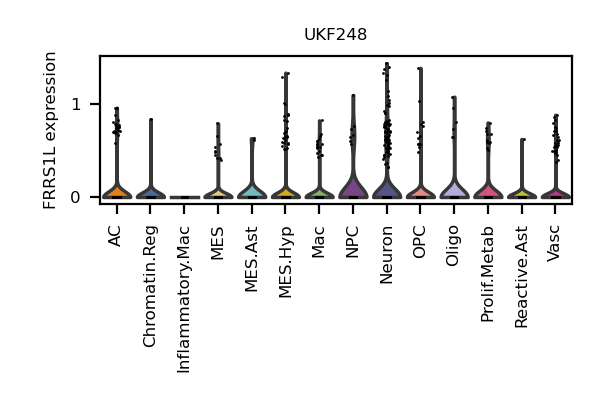 UKF248
FRRS1L expression
1
0
AC
Chromatin.Reg
Inflammatory.Mac
MES
MES.Ast
MES.Hyp
Mac
NPC
Neuron
OPC
Oligo
Prolif.Metab
Reactive.Ast
Vasc